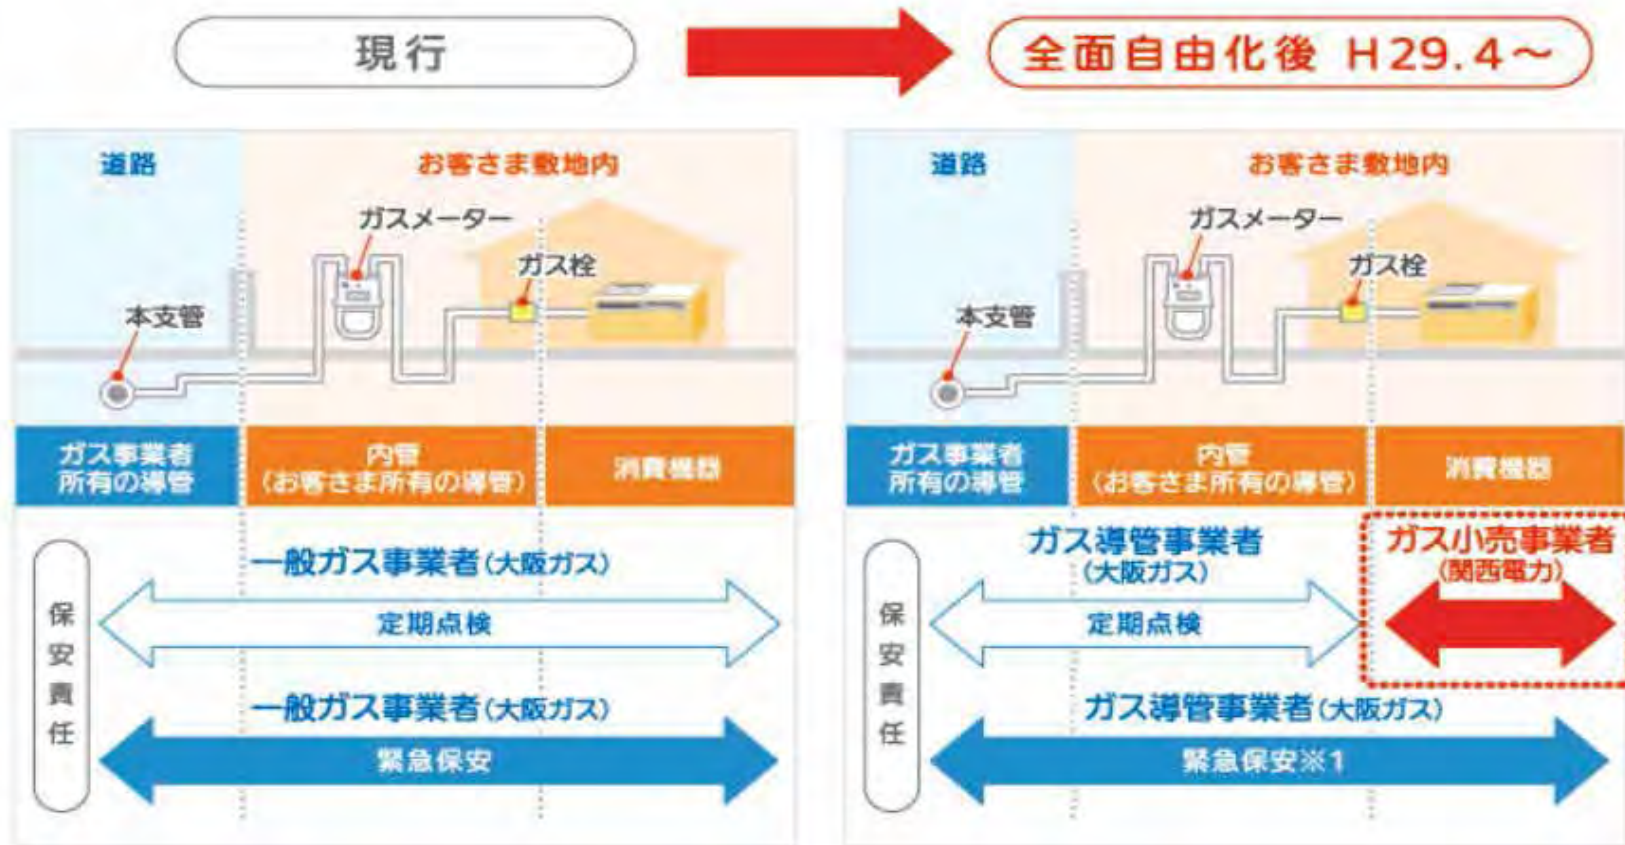 現行
全面自由化後 H29.4～
道路
お客さま敷地内
ガスメーター
ガス栓
本支管
ガス事業者
所有の導管
内管
（お客さま所有の導管）
消費機器
保安責任
一般ガス事業者（大阪ガス）
定期点検
一般ガス事業者（大阪ガス）
緊急保安
道路
お客さま敷地内
ガスメーター
ガス栓
本支管
ガス事業者
所有の導管
内管
（お客さま所有の導管）
消費機器
保安責任
ガス導管事業者
（大阪ガス）
定期点検
ガス小売事業者
（関西電力）
ガス導管事業者（大阪ガス）
緊急保安※1